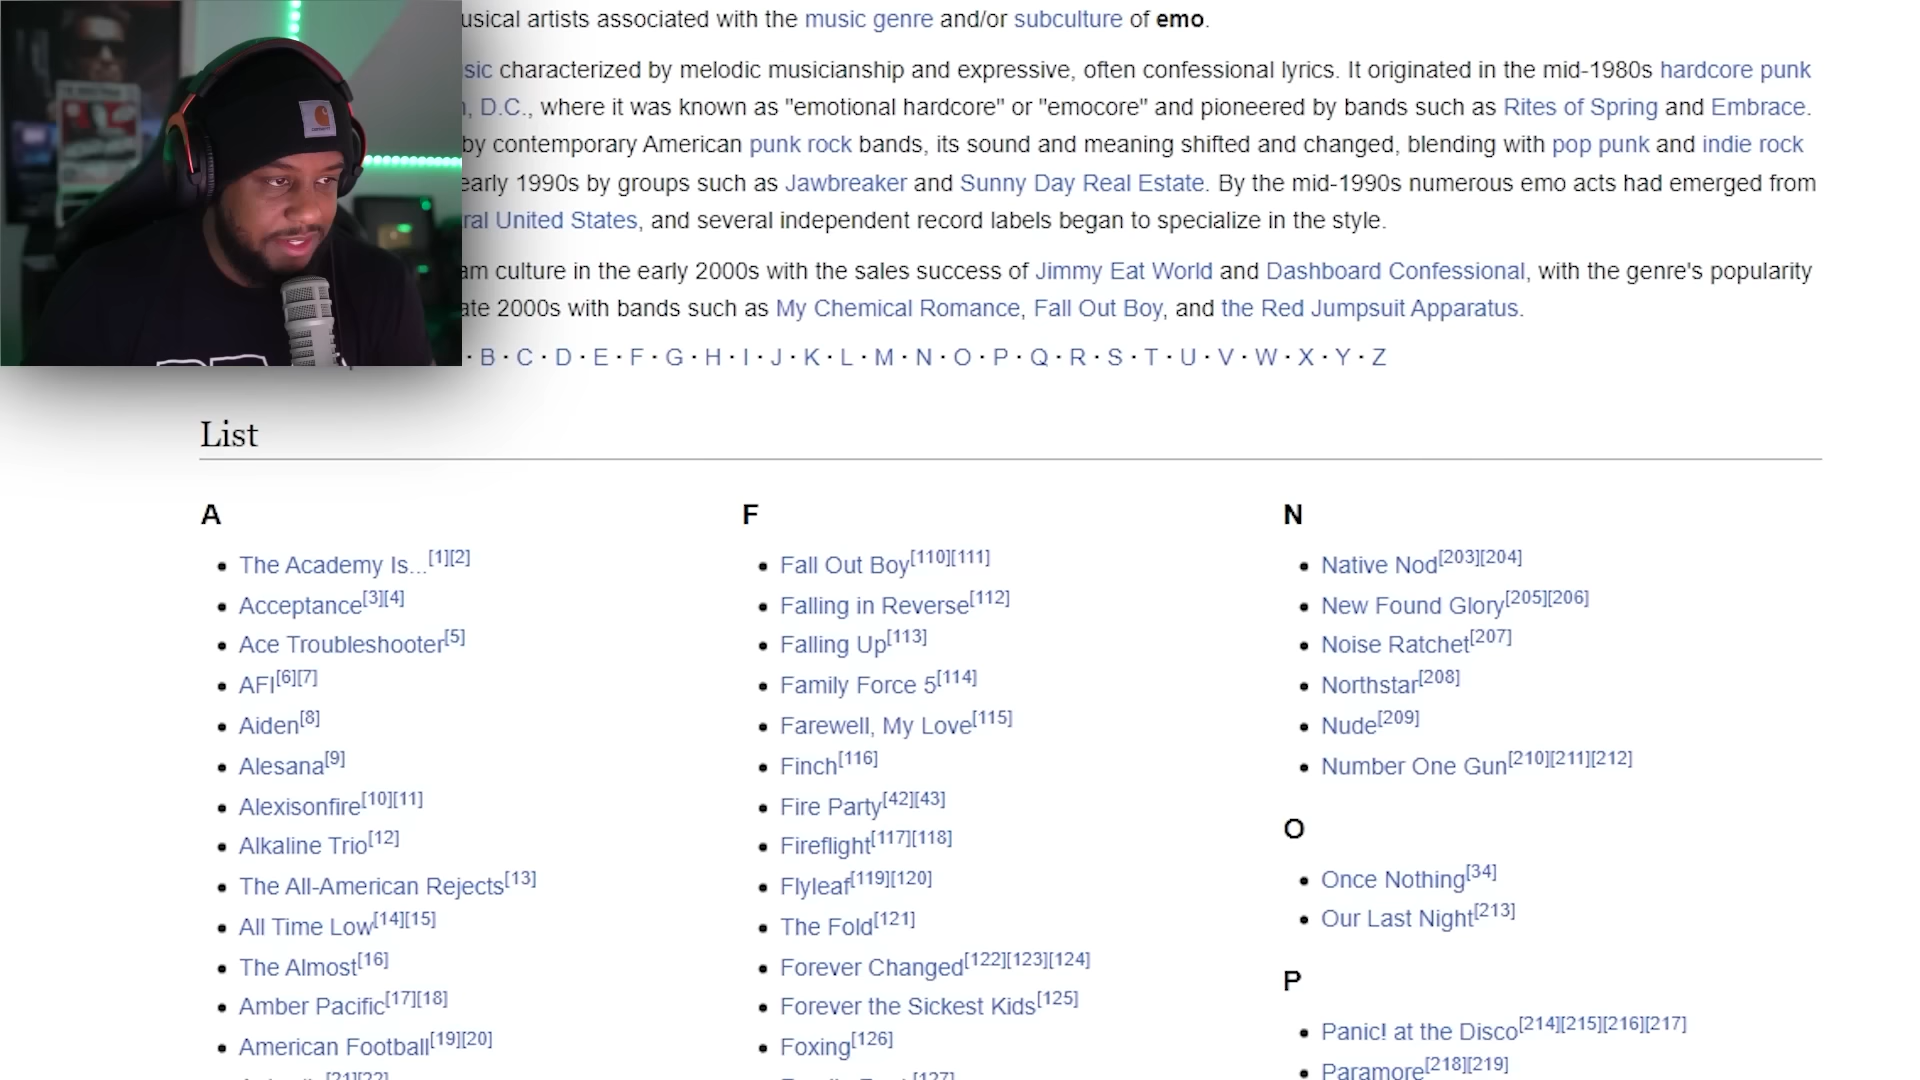 usical artists associated with the music genre and/or subculture of emo.
sic characterized by melodic musicianship and expressive, often confessional lyrics. It originated in the mid-1980s hardcore punk
n, D.C., where it was known as "emotional hardcore" or "emocore" and pioneered by bands such as Rites of Spring and Embrace.
by contemporary American punk rock bands, its sound and meaning shifted and changed, blending with pop punk and indie rock
early 1990s by groups such as Jawbreaker and Sunny Day Real Estate. By the mid-1990s numerous emo acts had emerged from
ral United States, and several independent record labels began to specialize in the style.
am culture in the early 2000s with the sales success of Jimmy Eat World and Dashboard Confessional, with the genre's popularity
ate 2000s with bands such as My Chemical Romance, Fall Out Boy, and the Red Jumpsuit Apparatus.
· B · C · D · E · F · G · H · I · J · K · L · M · N · O · P · Q · R · S · T · U · V · W · X · Y · Z
List
A
The Academy Is...[1][2]
Acceptance[3][4]
Ace Troubleshooter[5]
AFI[6][7]
Aiden[8]
Alesana[9]
Alexisonfire[10][11]
Alkaline Trio[12]
The All-American Rejects[13]
All Time Low[14][15]
The Almost[16]
Amber Pacific[17][18]
American Football[19][20]
[21][22]
F
Fall Out Boy[110][111]
Falling in Reverse[112]
Falling Up[113]
Family Force 5[114]
Farewell, My Love[115]
Finch[116]
Fire Party[42][43]
Fireflight[117][118]
Flyleaf[119][120]
The Fold[121]
Forever Changed[122][123][124]
Forever the Sickest Kids[125]
Foxing[126]
[127]
N
Native Nod[203][204]
New Found Glory[205][206]
Noise Ratchet[207]
Northstar[208]
Nude[209]
Number One Gun[210][211][212]
O
Once Nothing[34]
Our Last Night[213]
P
Panic! at the Disco[214][215][216][217]
Paramore[218][219]